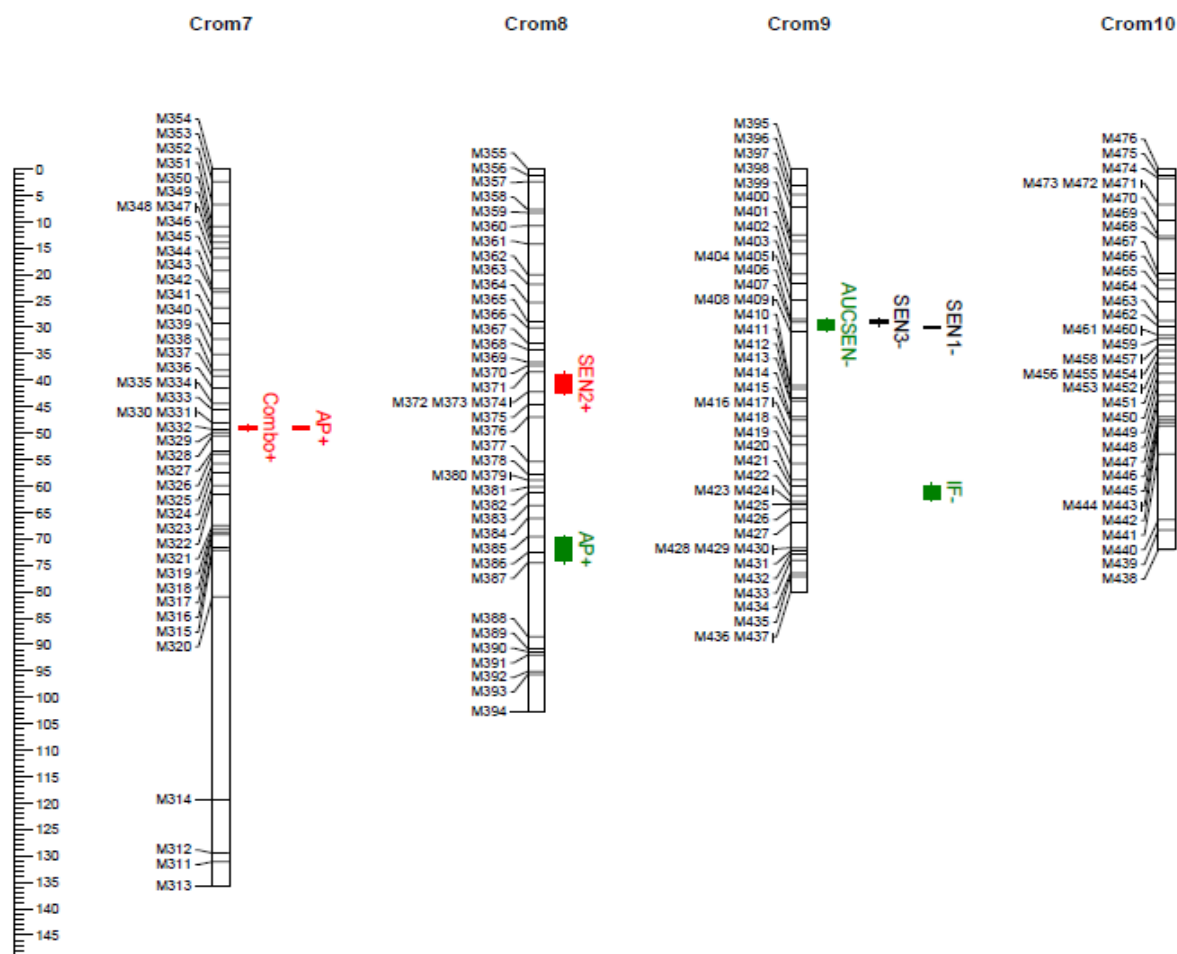 Crom7
Crom8
Crom9
Crom10
0
5
10
15
20
25
30
35
40
45
50
55
60
65
70
75
80
85
90
95
100
105
110
115
120
125
130
135
140
145
M354
M353
M352
M351
M350
M349
M348 M347
M346
M345
M344
M343
M342
M341
M340
M339
M338
M337
M336
M335 M334
M333
M330 M331
M332
M329
M328
M327
M326
M325
M324
M323
M322
M321
M319
M318
M317
M316
M315
M320
M314
M312
M311
M313
Combo+
AP+
M355
M356
M357
M358
M359
M360
M361
M362
M363
M364
M365
M366
M367
M368
M369
M370
M371
M372 M373 M374
M375
M376
M377
M378
M380 M379
M381
M382
M383
M384
M385
M386
M387
M388
M389
M390
M391
M392
M393
M394
SEN2+
AP+
M395
M396
M397
M398
M399
M400
M401
M402
M403
M404 M405
M406
M407
M408 M409
M410
M411
M412
M413
M414
M415
M416 M417
M418
M419
M420
M421
M422
M423 M424
M425
M426
M427
M428 M429 M430
M431
M432
M433
M434
M435
M436 M437
AUCSEN-
SEN3-
SEN1-
IF-
M476
M475
M474
M473 M472 M471
M470
M469
M468
M467
M466
M465
M464
M463
M462
M461 M460
M459
M458 M457
M456 M455 M454
M453 M452
M451
M450
M449
M448
M447
M446
M445
M444 M443
M442
M441
M440
M439
M438